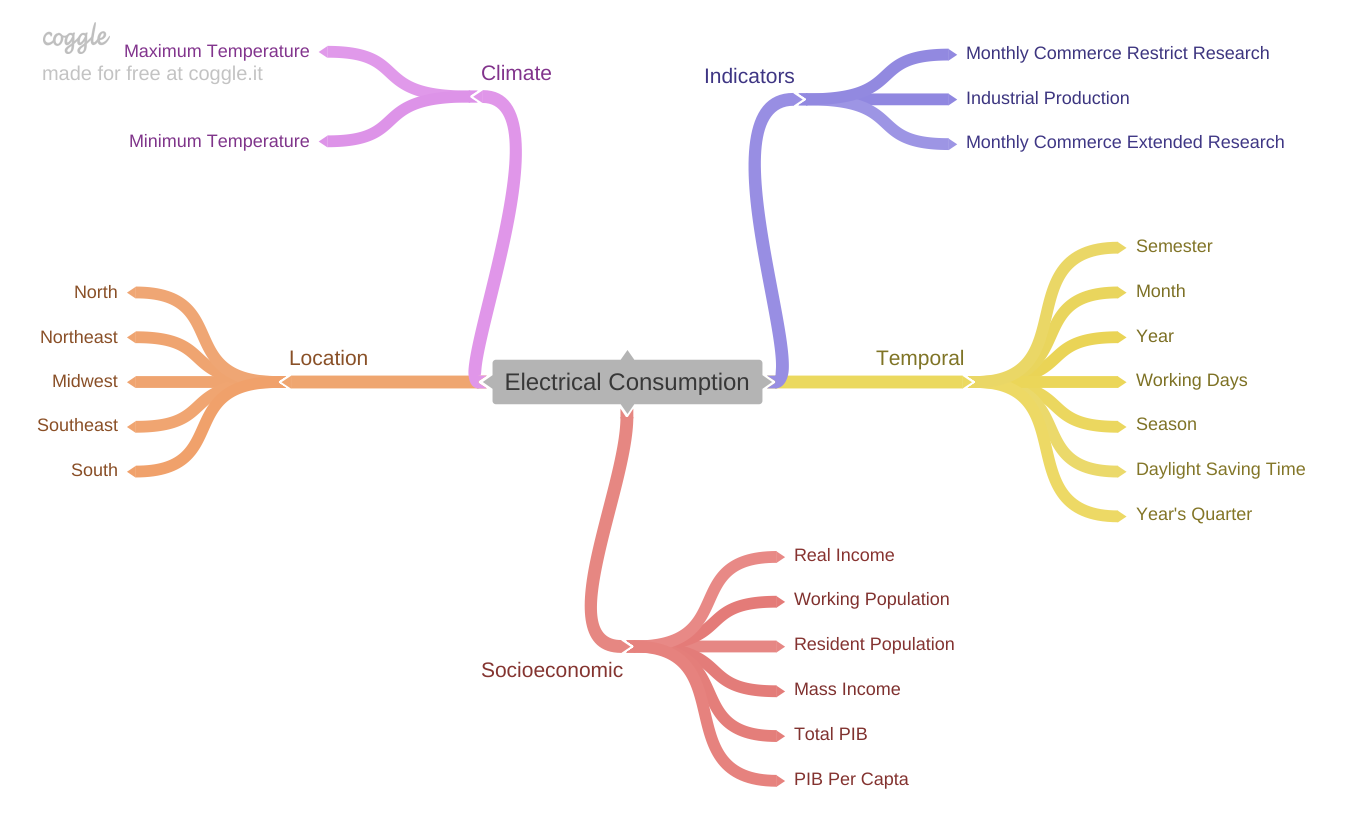 coggle
made for free at coggle.it
Maximum Temperature
Minimum Temperature
Climate
Indicators
Monthly Commerce Restrict Research
Industrial Production
Monthly Commerce Extended Research
North
Northeast
Midwest
Southeast
South
Location
Electrical Consumption
Temporal
Semester
Month
Year
Working Days
Season
Daylight Saving Time
Year's Quarter
Socioeconomic
Real Income
Working Population
Resident Population
Mass Income
Total PIB
PIB Per Capta